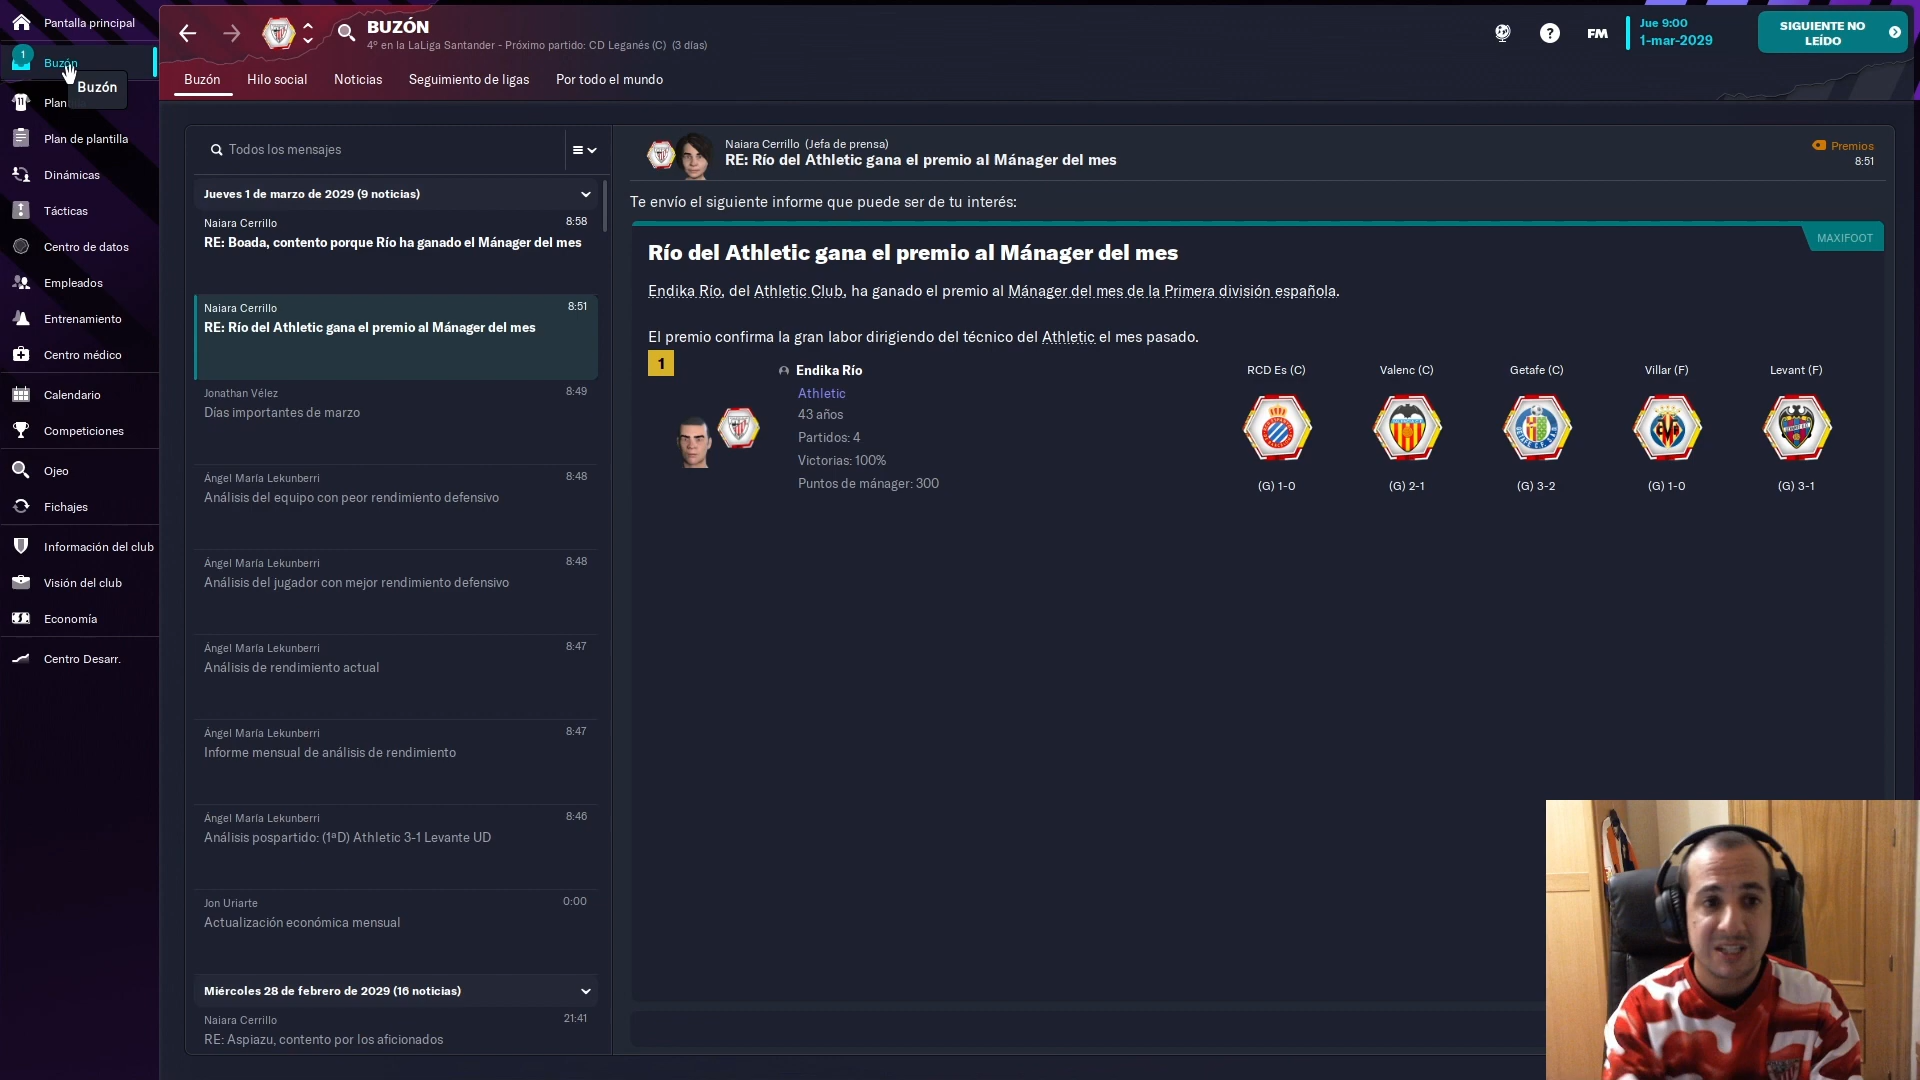 Pantalla principal
1
Buzón
Buzón
Plan
Plan de plantilla
Dinámicas
Tácticas
Centro de datos
Empleados
Entrenamiento
Centro médico
Calendario
Competiciones
Ojeo
Fichajes
Información del club
Visión del club
Economía
Centro Desarr.
BUZÓN
4º en la LaLiga Santander - Próximo partido: CD Leganés (C) (3 días)
Buzón Hilo social Noticias Seguimiento de ligas Por todo el mundo
FM
Jue 9:00
1-mar-2029
SIGUIENTE NO LEÍDO
Todos los mensajes
Jueves 1 de marzo de 2029 (9 noticias)
Naiara Cerrillo 8:58
RE: Boada, contento porque Río ha ganado el Mánager del mes
Naiara Cerrillo 8:51
RE: Río del Athletic gana el premio al Mánager del mes
Jonathan Vélez 8:49
Días importantes de marzo
Ángel María Lekunberri 8:48
Análisis del equipo con peor rendimiento defensivo
Ángel María Lekunberri 8:48
Análisis del jugador con mejor rendimiento defensivo
Ángel María Lekunberri 8:47
Análisis de rendimiento actual
Ángel María Lekunberri 8:47
Informe mensual de análisis de rendimiento
Ángel María Lekunberri 8:46
Análisis pospartido: (1ªD) Athletic 3-1 Levante UD
Jon Uriarte 0:00
Actualización económica mensual
Miércoles 28 de febrero de 2029 (16 noticias)
Naiara Cerrillo 21:41
RE: Aspiazu, contento por los aficionados
Naiara Cerrillo (Jefa de prensa)
RE: Río del Athletic gana el premio al Mánager del mes
Premios
8:51
Te envío el siguiente informe que puede ser de tu interés:
MAXIFOOT
Río del Athletic gana el premio al Mánager del mes
Endika Río, del Athletic Club, ha ganado el premio al Mánager del mes de la Primera división española.
El premio confirma la gran labor dirigiendo del técnico del Athletic el mes pasado.
1
Endika Río
Athletic
43 años
Partidos: 4
Victorias: 100%
Puntos de mánager: 300
RCD Es (C) Valenc (C) Getafe (C) Villar (F) Levant (F)
(G) 1-0 (G) 2-1 (G) 3-2 (G) 1-0 (G) 3-1